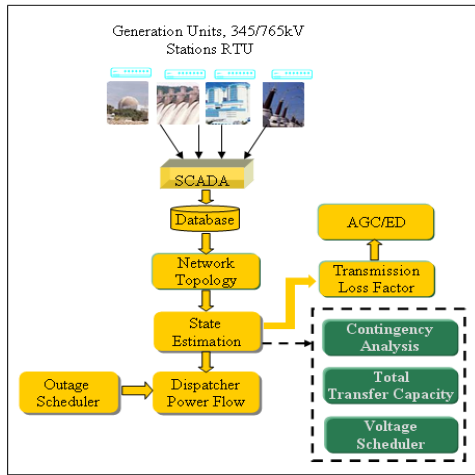 Generation Units, 345/765kV
Stations RTU
SCADA
Database
Network
Topology
AGC/ED
Transmission
Loss Factor
State
Estimation
Contingency
Analysis
Total
Transfer Capacity
Voltage
Scheduler
Outage
Scheduler
Dispatcher
Power Flow